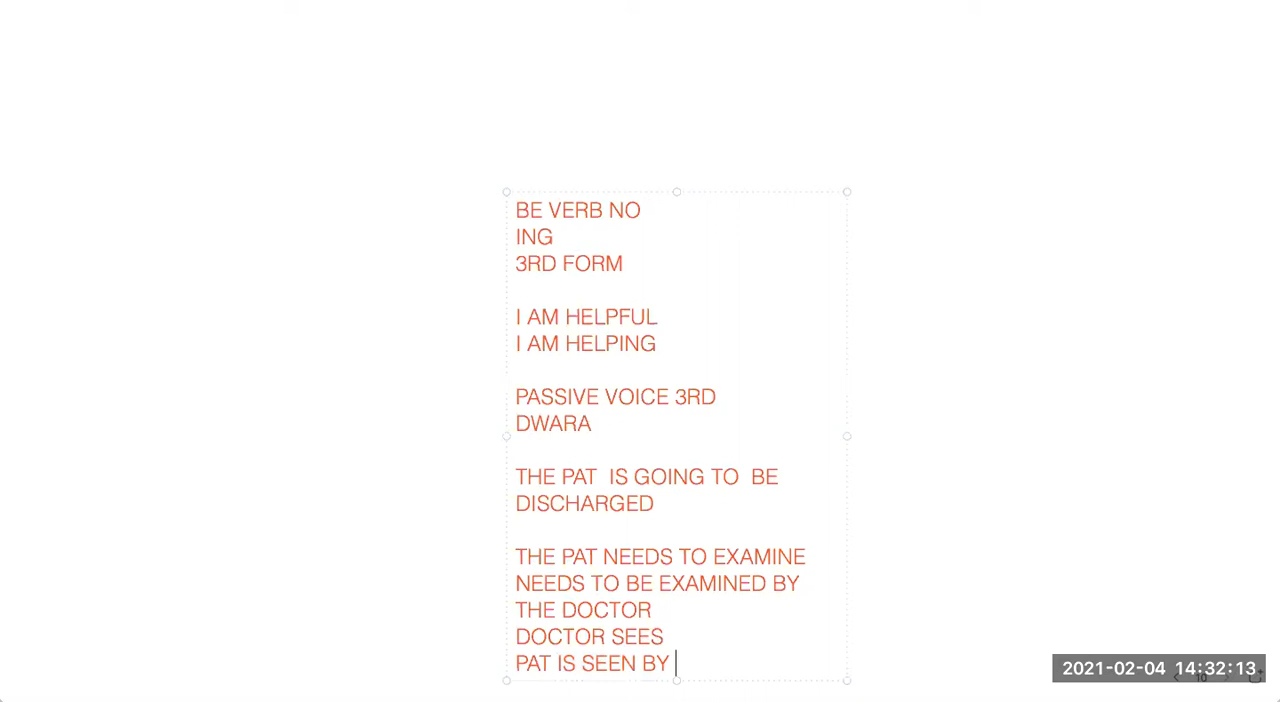 BE VERB NO
ING
3RD FORM
I AM HELPFUL
I AM HELPING
PASSIVE VOICE 3RD
DWARA
THE PAT  IS GOING TO  BE
DISCHARGED
THE PAT NEEDS TO EXAMINE
NEEDS TO BE EXAMINED BY
THE DOCTOR
DOCTOR SEES
PAT IS SEEN BY
2021-02-04 14:32:13